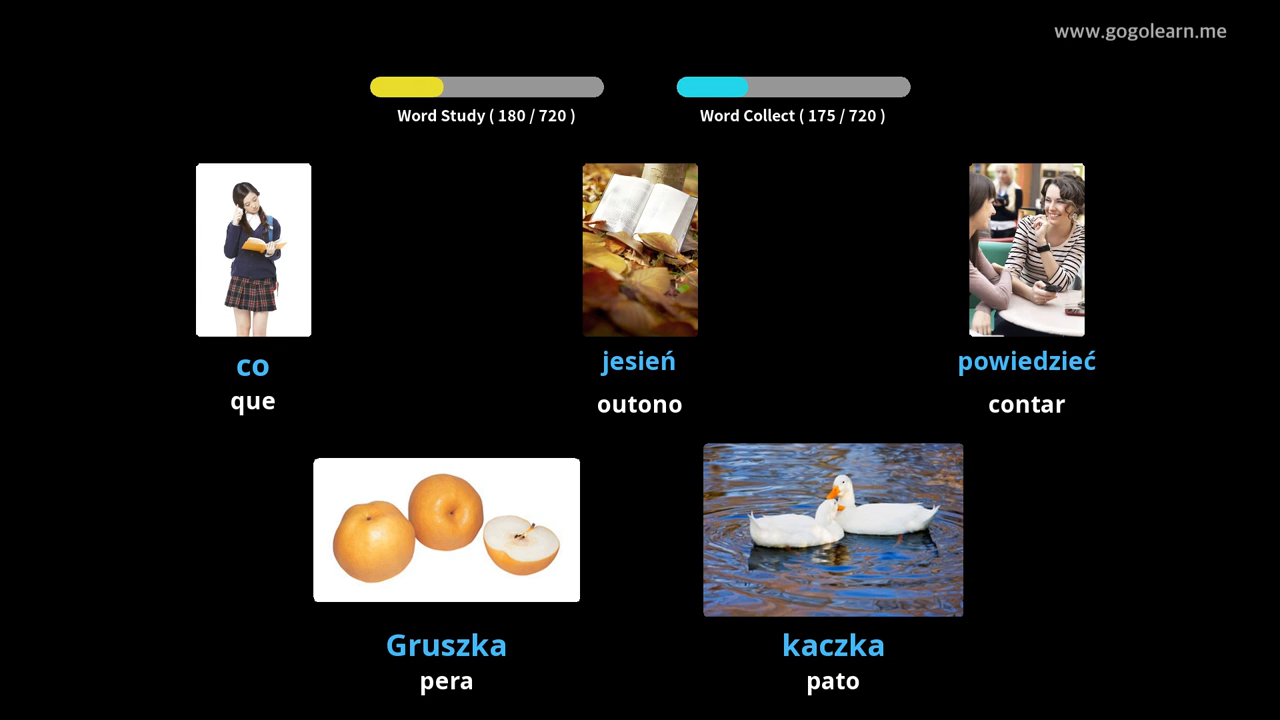 www.gogolearn.me
Word Study ( 180 / 720 )
Word Collect ( 175 / 720 )
co
que
jesień
outono
powiedzieć
contar
Gruszka
pera
kaczka
pato